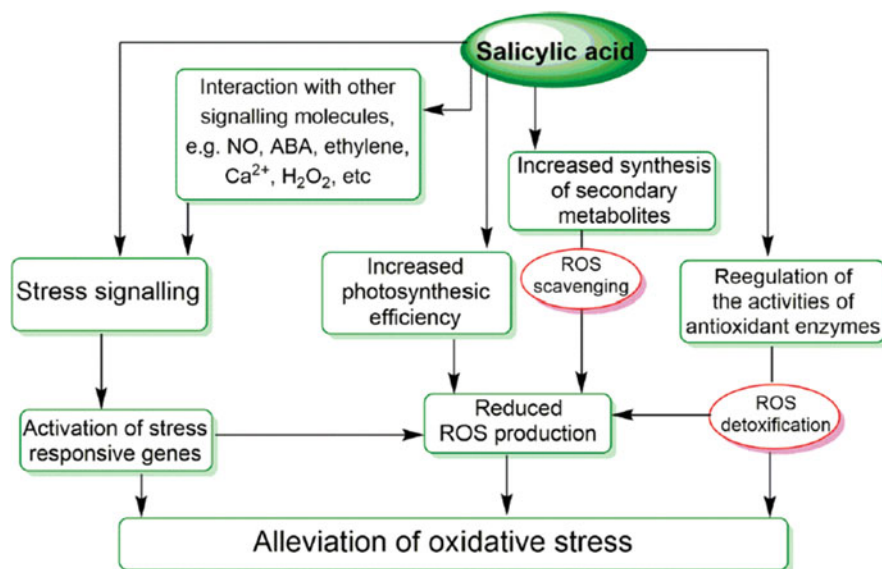 Salicylic acid
Interaction with other
signalling molecules,
e.g. NO, ABA, ethylene,
Ca²⁺, H₂O₂, etc
Increased synthesis
of secondary
metabolites
Stress signalling
Increased
photosynthesic
efficiency
ROS
scavenging
Reegulation of
the activities of
antioxidant enzymes
Activation of stress
responsive genes
Reduced
ROS production
ROS
detoxification
Alleviation of oxidative stress